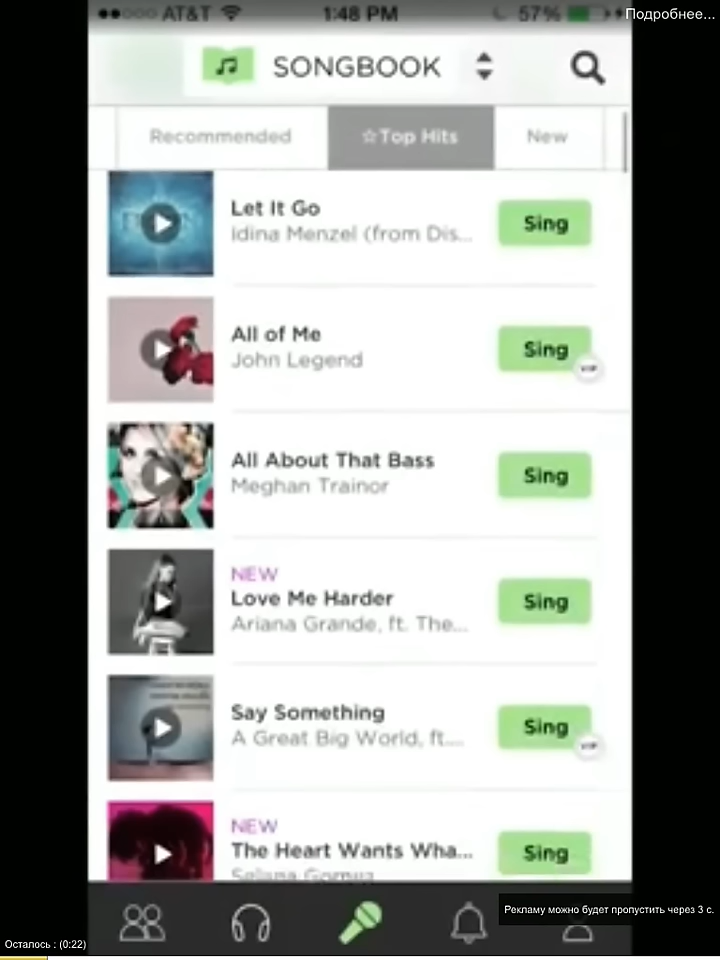 AT&T
1:48 PM
57%
Подробнее...
SONGBOOK
Recommended
☆Top Hits
New
Let It Go
Idina Menzel (from Dis...
Sing
All of Me
John Legend
Sing
VIP
All About That Bass
Meghan Trainor
Sing
NEW
Love Me Harder
Ariana Grande, ft. The...
Sing
Say Something
A Great Big World, ft....
Sing
VIP
NEW
The Heart Wants Wha...
Selena Gomez
Sing
Рекламу можно будет пропустить через 3 с.
Осталось : (0:22)